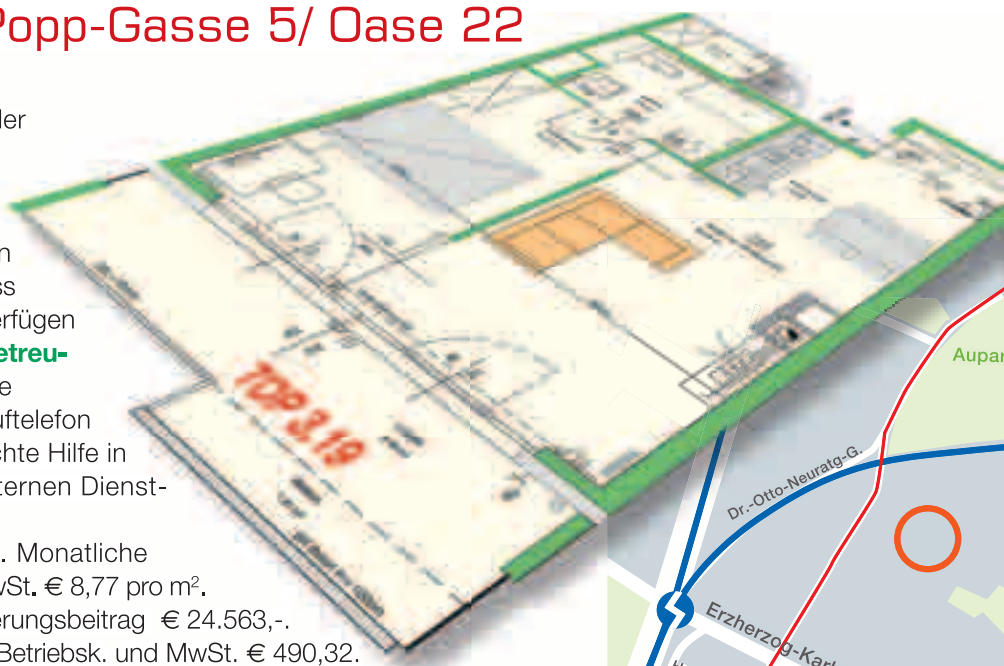 Popp-Gasse 5/ Oase 22
ler
n
ss
erfügen
etreu-
e
uftelefon
chte Hilfe in
ternen Dienst-
. Monatliche
wSt. € 8,77 pro m².
erungsbeitrag € 24.563,-.
Betriebsk. und MwSt. € 490,32.
TOP 3.19
Aupar
Dr.-Otto-Neuratg-G.
Erzherzog-Karl